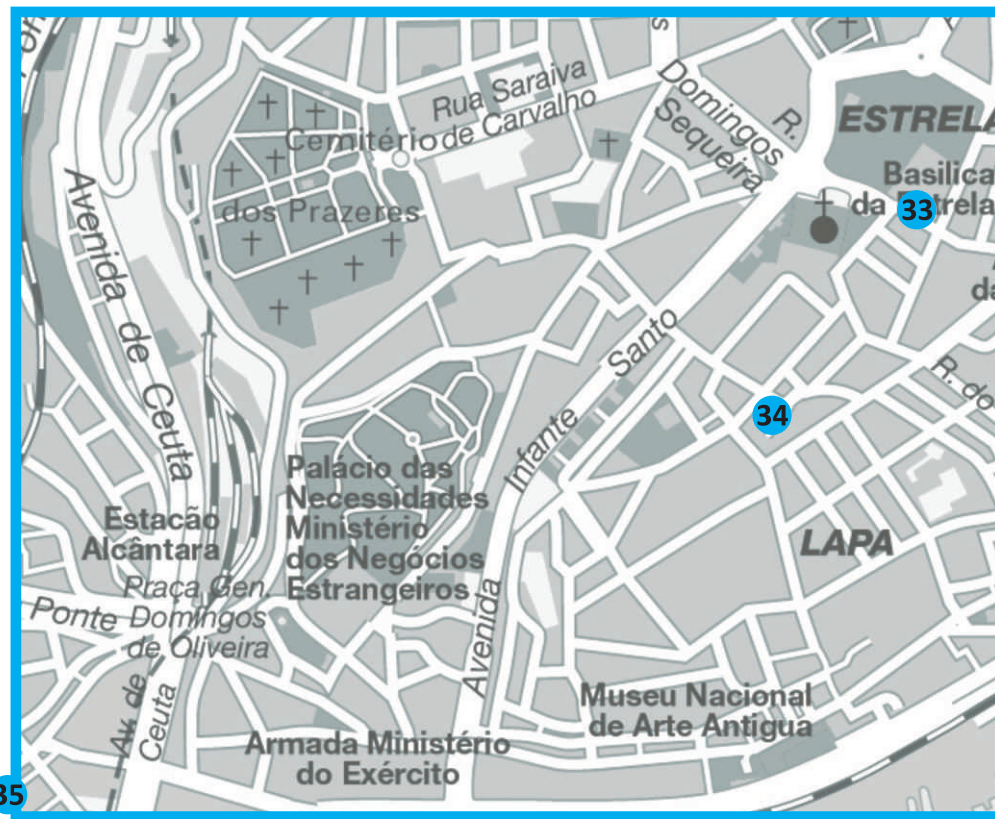 Rua Saraiva
de Carvalho
Domingos
Sequeira
R.
ESTRELA
Cemitério
dos Prazeres
Basilica
da Estrela
33
Avenida de Ceuta
Santo
Infante
Avenida
R. do
34
Palácio das
Necessidades
Ministério
dos Negócios
Estrangeiros
Estacão
Alcântara
LAPA
Praça Gen.
Domingos
de Oliveira
Ponte
Av. de
Ceuta
Museu Nacional
de Arte Antigua
Armada Ministério
do Exército
35